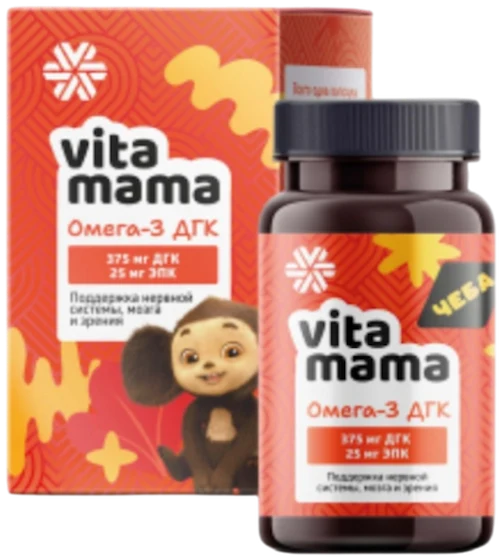 vita
mama
Омега-3 ДГК
375 мг ДГК
25 мг ЭПК
Поддержка нервной
системы, мозга
и зрения
ЧЕБА
vita
mama
Омега-3 ДГК
375 мг ДГК
25 мг ЭПК
Поддержка нервной
системы, мозга и зрения